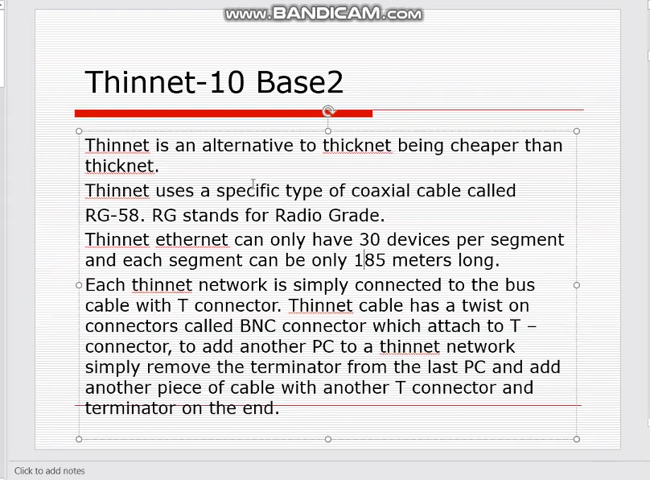 www.BANDICAM.com
Thinnet-10 Base2
Thinnet is an alternative to thicknet being cheaper than
thicknet.
Thinnet uses a specific type of coaxial cable called
RG-58. RG stands for Radio Grade.
Thinnet ethernet can only have 30 devices per segment
and each segment can be only 185 meters long.
Each thinnet network is simply connected to the bus
cable with T connector. Thinnet cable has a twist on
connectors called BNC connector which attach to T –
connector, to add another PC to a thinnet network
simply remove the terminator from the last PC and add
another piece of cable with another T connector and
terminator on the end.
Click to add notes